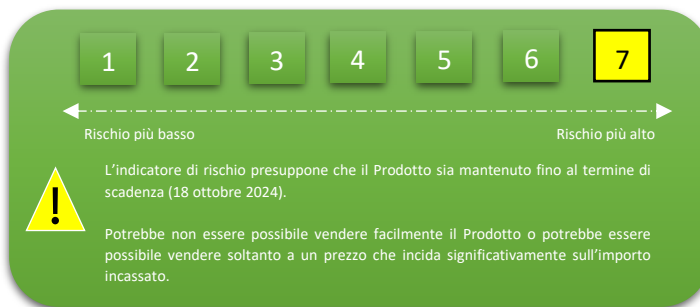 1 2 3 4 5 6 7
Rischio più basso Rischio più alto
L'indicatore di rischio presuppone che il Prodotto sia mantenuto fino al termine di
scadenza (18 ottobre 2024).
!
Potrebbe non essere possibile vendere facilmente il Prodotto o potrebbe essere
possibile vendere soltanto a un prezzo che incida significativamente sull'importo
incassato.